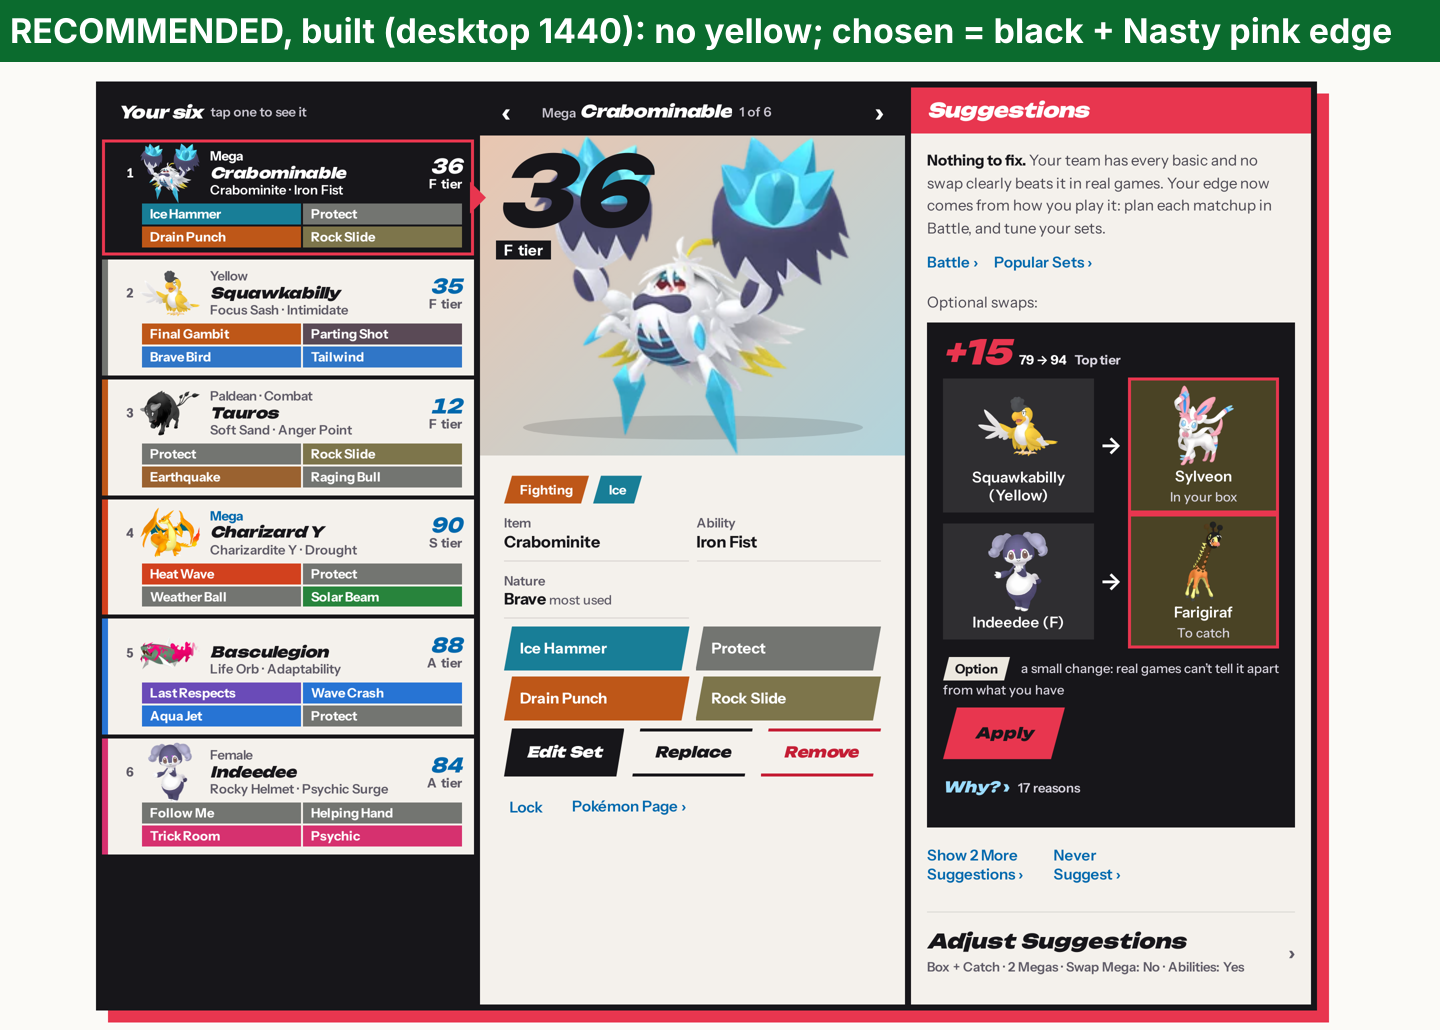 RECOMMENDED, built (desktop 1440): no yellow; chosen = black + Nasty pink edge
Your six tap one to see it
1
Mega
Crabominable
Crabominite · Iron Fist
36
F tier
Ice Hammer
Protect
Drain Punch
Rock Slide
2
Yellow
Squawkabilly
Focus Sash · Intimidate
35
F tier
Final Gambit
Parting Shot
Brave Bird
Tailwind
3
Paldean · Combat
Tauros
Soft Sand · Anger Point
12
F tier
Protect
Rock Slide
Earthquake
Raging Bull
4
Mega
Charizard Y
Charizardite Y · Drought
90
S tier
Heat Wave
Protect
Weather Ball
Solar Beam
5
Basculegion
Life Orb · Adaptability
88
A tier
Last Respects
Wave Crash
Aqua Jet
Protect
6
Female
Indeedee
Rocky Helmet · Psychic Surge
84
A tier
Follow Me
Helping Hand
Trick Room
Psychic
‹ Mega Crabominable 1 of 6 ›
36
F tier
Fighting
Ice
Item
Crabominite
Ability
Iron Fist
Nature
Brave most used
Ice Hammer
Protect
Drain Punch
Rock Slide
Edit Set
Replace
Remove
Lock
Pokémon Page ›
Suggestions
Nothing to fix. Your team has every basic and no
swap clearly beats it in real games. Your edge now
comes from how you play it: plan each matchup in
Battle, and tune your sets.
Battle ›
Popular Sets ›
Optional swaps:
+15 79 → 94 Top tier
Squawkabilly
(Yellow)
→
Sylveon
In your box
Indeedee (F)
→
Farigiraf
To catch
Option a small change: real games can't tell it apart
from what you have
Apply
Why? › 17 reasons
Show 2 More
Suggestions ›
Never
Suggest ›
Adjust Suggestions
Box + Catch · 2 Megas · Swap Mega: No · Abilities: Yes
›